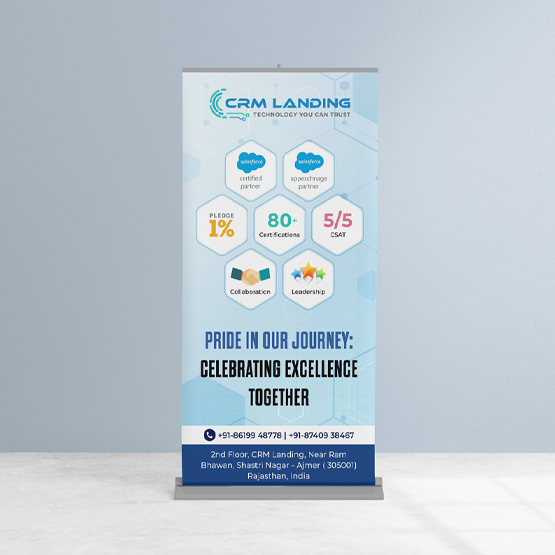 CRM LANDING
TECHNOLOGY YOU CAN TRUST
salesforce
certified
partner
salesforce
appexchnage
partner
PLEDGE
1%
80+
Certifications
5/5
CSAT
Collaboration
Leadership
PRIDE IN OUR JOURNEY:
CELEBRATING EXCELLENCE
TOGETHER
+91-86199 48778 | +91-87409 38467
2nd Floor, CRM Landing, Near Ram
Bhawan, Shastri Nagar - Ajmer ( 305001)
Rajasthan, India